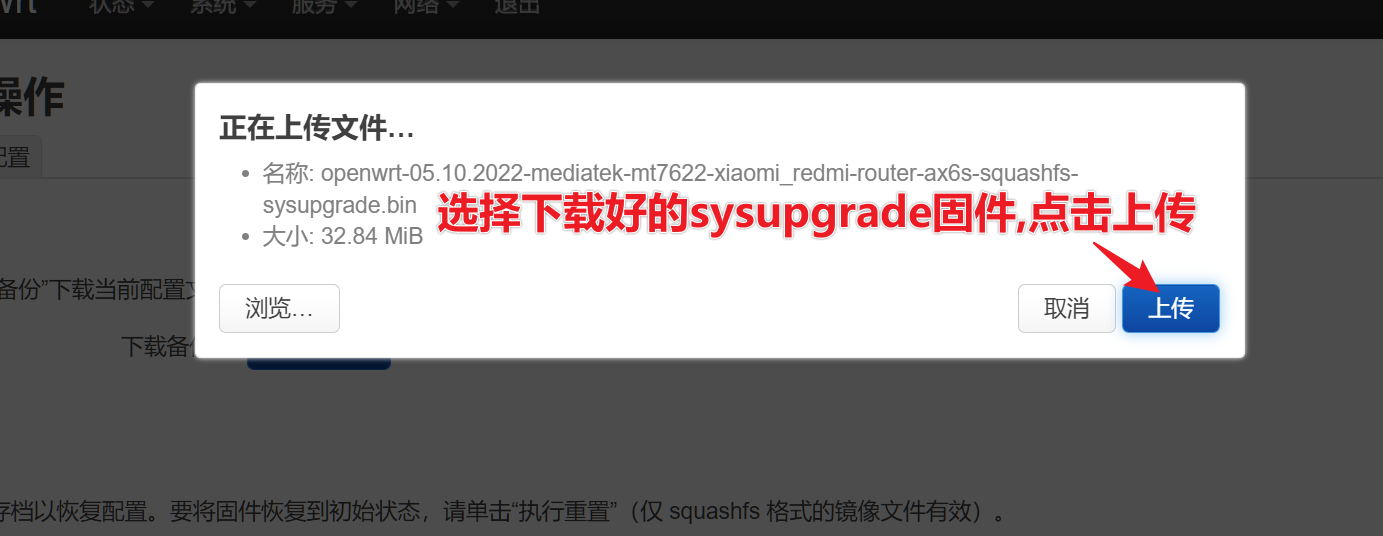 wrt 状态 系统 服务 网络 退出
操作
配置
正在上传文件…
名称: openwrt-05.10.2022-mediatek-mt7622-xiaomi_redmi-router-ax6s-squashfs-
sysupgrade.bin
选择下载好的sysupgrade固件,点击上传
大小: 32.84 MiB
备份”下载当前配置文
浏览…
取消
上传
下载备份
存档以恢复配置。要将固件恢复到初始状态，请单击“执行重置”（仅 squashfs 格式的镜像文件有效）。